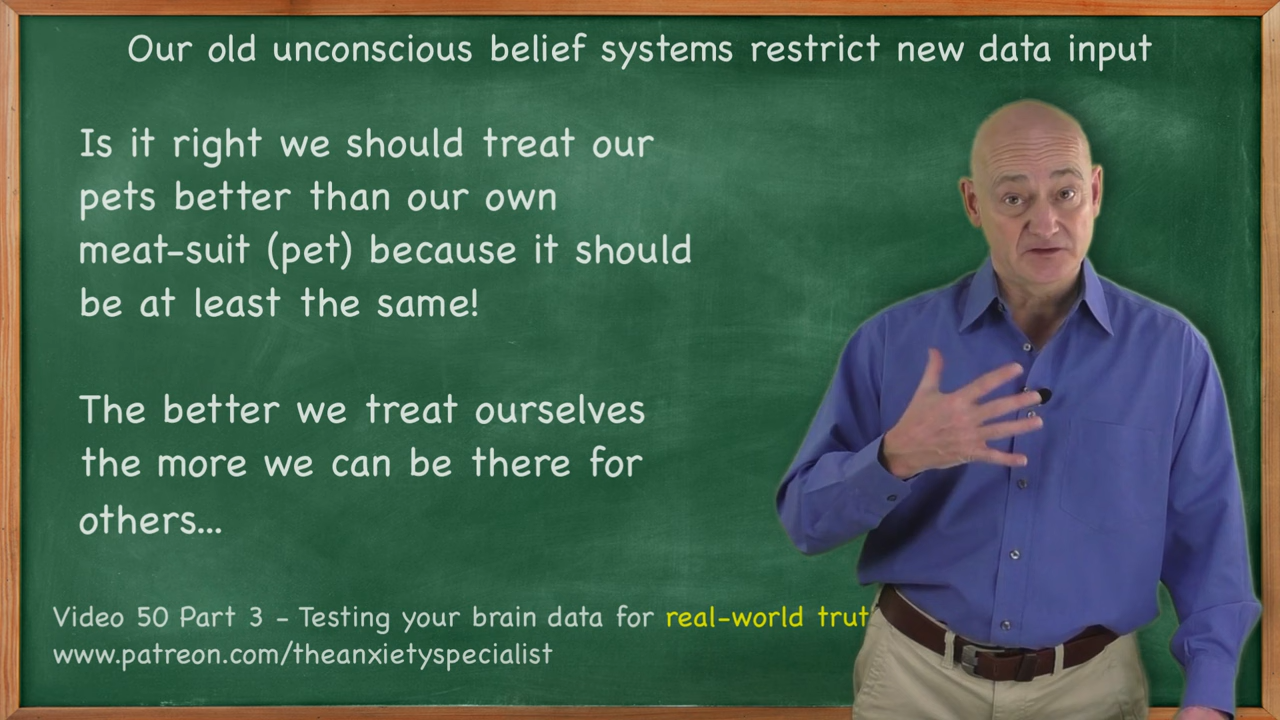 Our old unconscious belief systems restrict new data input
Is it right we should treat our
pets better than our own
meat-suit (pet) because it should
be at least the same!
The better we treat ourselves
the more we can be there for
others...
Video 50 Part 3 - Testing your brain data for real-world trut
www.patreon.com/theanxietyspecialist